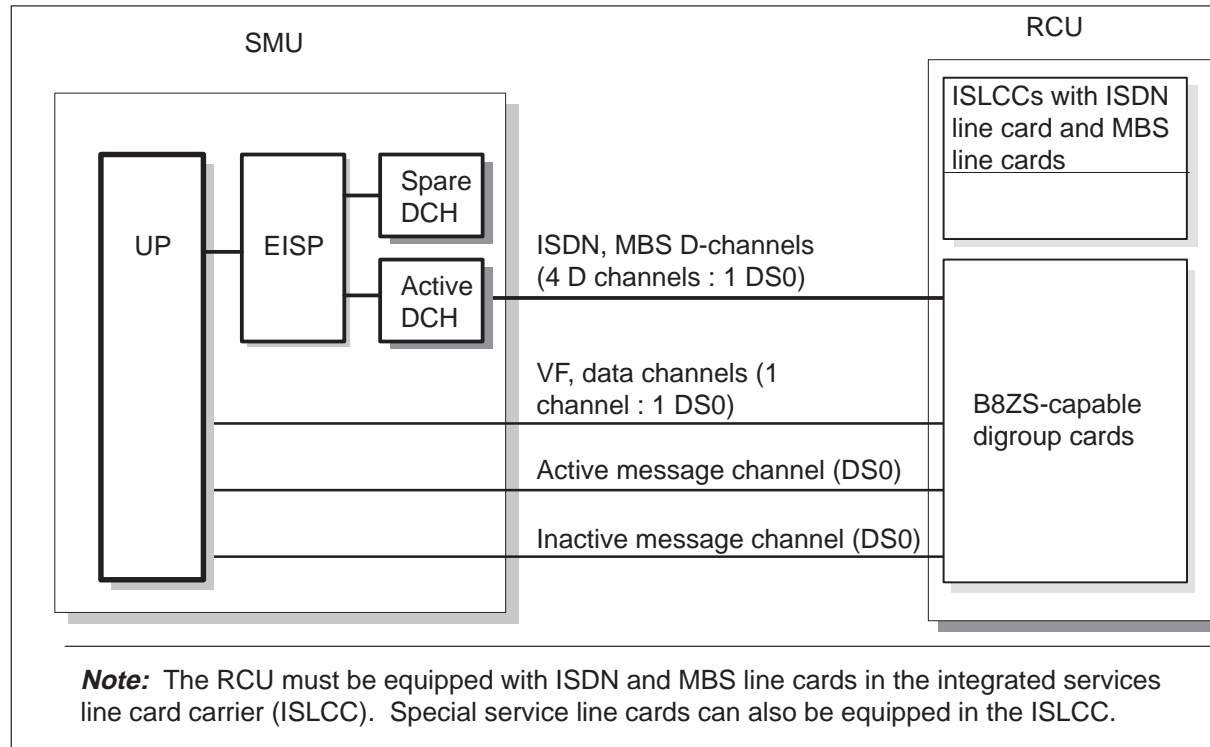 SMU
RCU
ISLCCs with ISDN
line card and MBS
line cards
UP
EISP
Spare
DCH
Active
DCH
ISDN, MBS D-channels
(4 D channels : 1 DS0)
VF, data channels (1
channel : 1 DS0)
Active message channel (DS0)
Inactive message channel (DS0)
B8ZS-capable
digroup cards
Note: The RCU must be equipped with ISDN and MBS line cards in the integrated services
line card carrier (ISLCC). Special service line cards can also be equipped in the ISLCC.